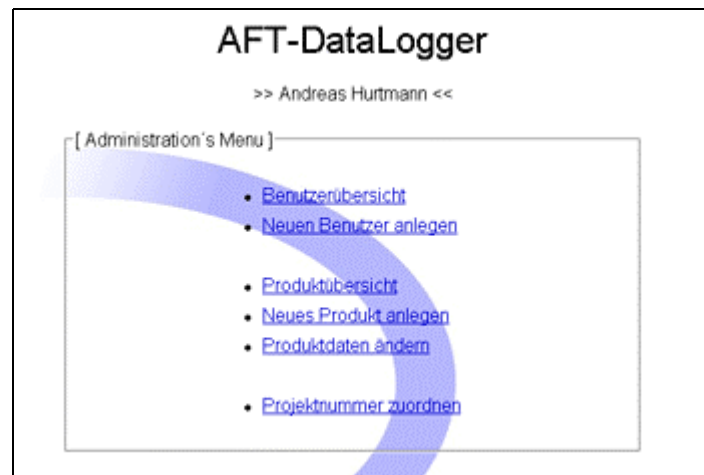 AFT-DataLogger
>> Andreas Hurtmann <<
[ Administration´s Menu ]
Benutzerübersicht
Neuen Benutzer anlegen
Produktübersicht
Neues Produkt anlegen
Produktdaten ändern
Projektnummer zuordnen